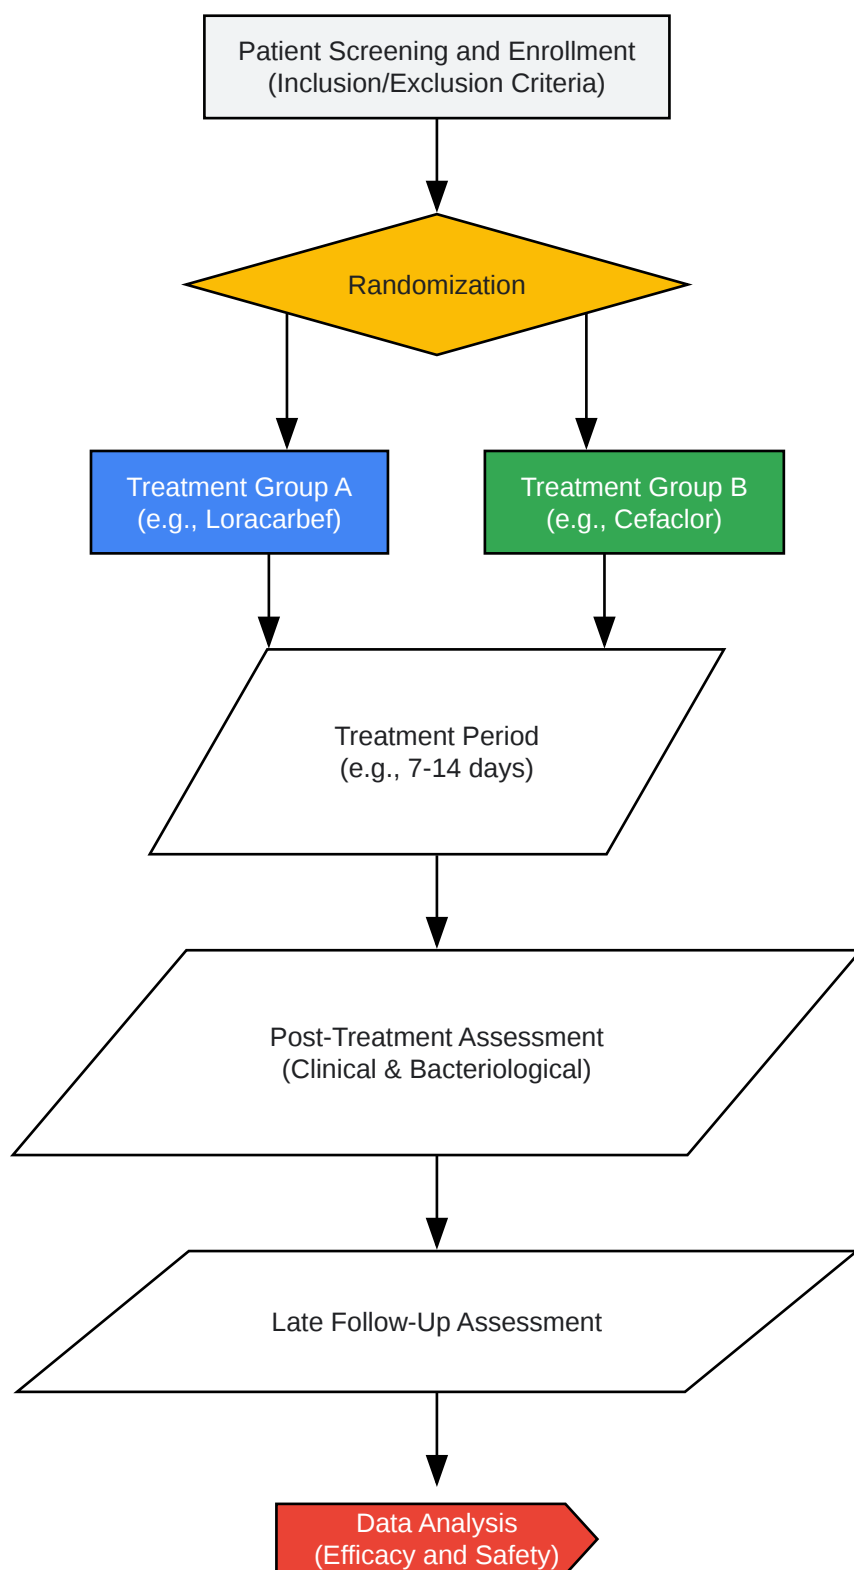 Patient Screening and Enrollment
(Inclusion/Exclusion Criteria)
Randomization
Treatment Group A
(e.g., Loracarbef)
Treatment Group B
(e.g., Cefaclor)
Treatment Period
(e.g., 7-14 days)
Post-Treatment Assessment
(Clinical & Bacteriological)
Late Follow-Up Assessment
Data Analysis
(Efficacy and Safety)